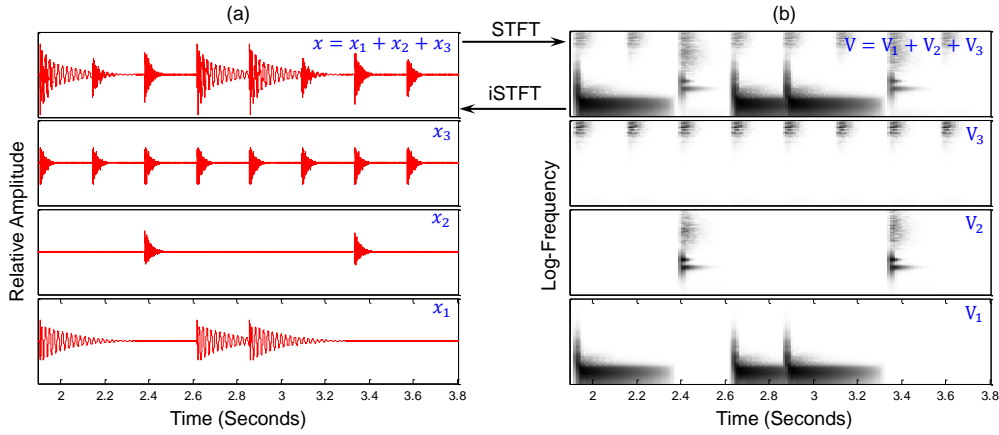 (a)
(b)
x = x₁ + x₂ + x₃
STFT
iSTFT
V = V₁ + V₂ + V₃
x₃
V₃
x₂
V₂
x₁
V₁
Relative Amplitude
Log-Frequency
2 2.2 2.4 2.6 2.8 3 3.2 3.4 3.6 3.8
2 2.2 2.4 2.6 2.8 3 3.2 3.4 3.6 3.8
Time (Seconds)
Time (Seconds)